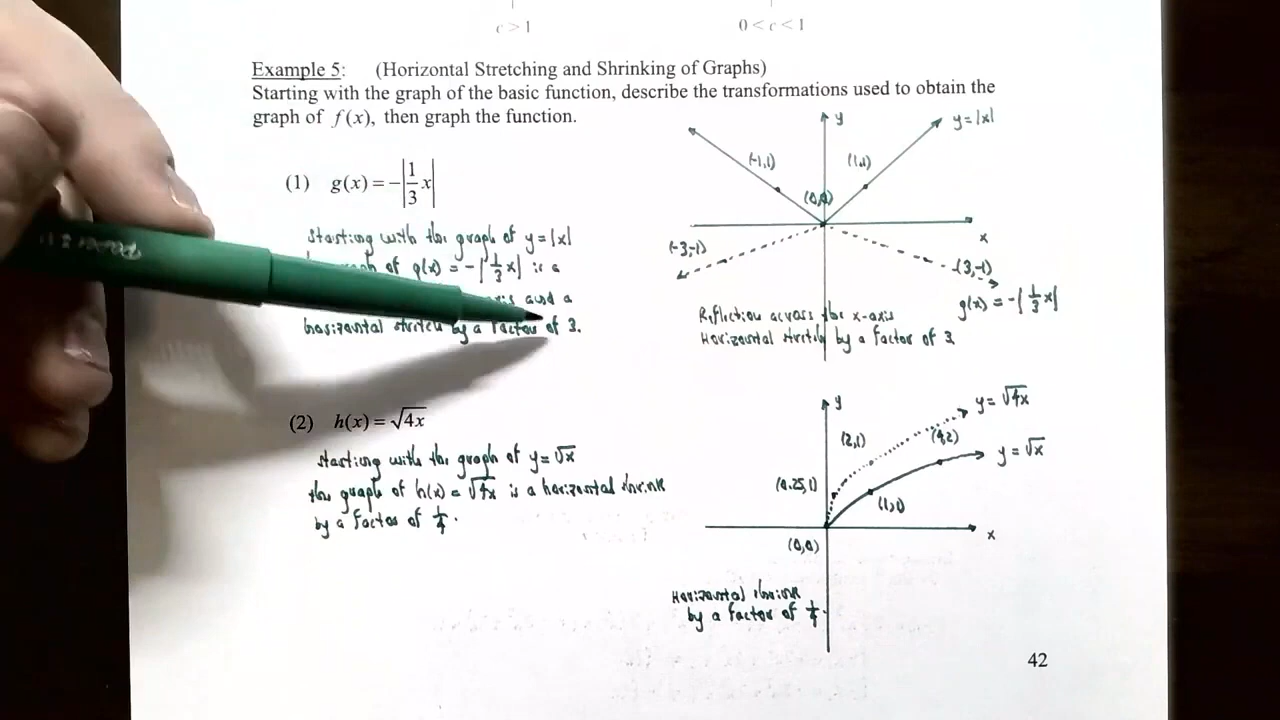 c > 1
0 < c < 1
Example 5: (Horizontal Stretching and Shrinking of Graphs)
Starting with the graph of the basic function, describe the transformations used to obtain the
graph of f(x), then graph the function.
(1) g(x) = -|1/3 x|
starting with the graph of y = |x|
of g(x) = -|1/3 x| is a
and a
horizontal stretch by a factor of 3.
y
y = |x|
(-1,1)
(1,1)
(0,0)
x
(-3,-1)
(3,-1)
g(x) = -|1/3 x|
Reflection across the x-axis
Horizontal stretch by a factor of 3
(2) h(x) = √4x
starting with the graph of y = √x
the graph of h(x) = √4x is a horizontal shrink
by a factor of 1/4.
y
y = √4x
(2,1)
(4,2)
y = √x
(0.25,1)
(1,1)
x
(0,0)
Horizontal shrink
by a factor of 1/4.
42